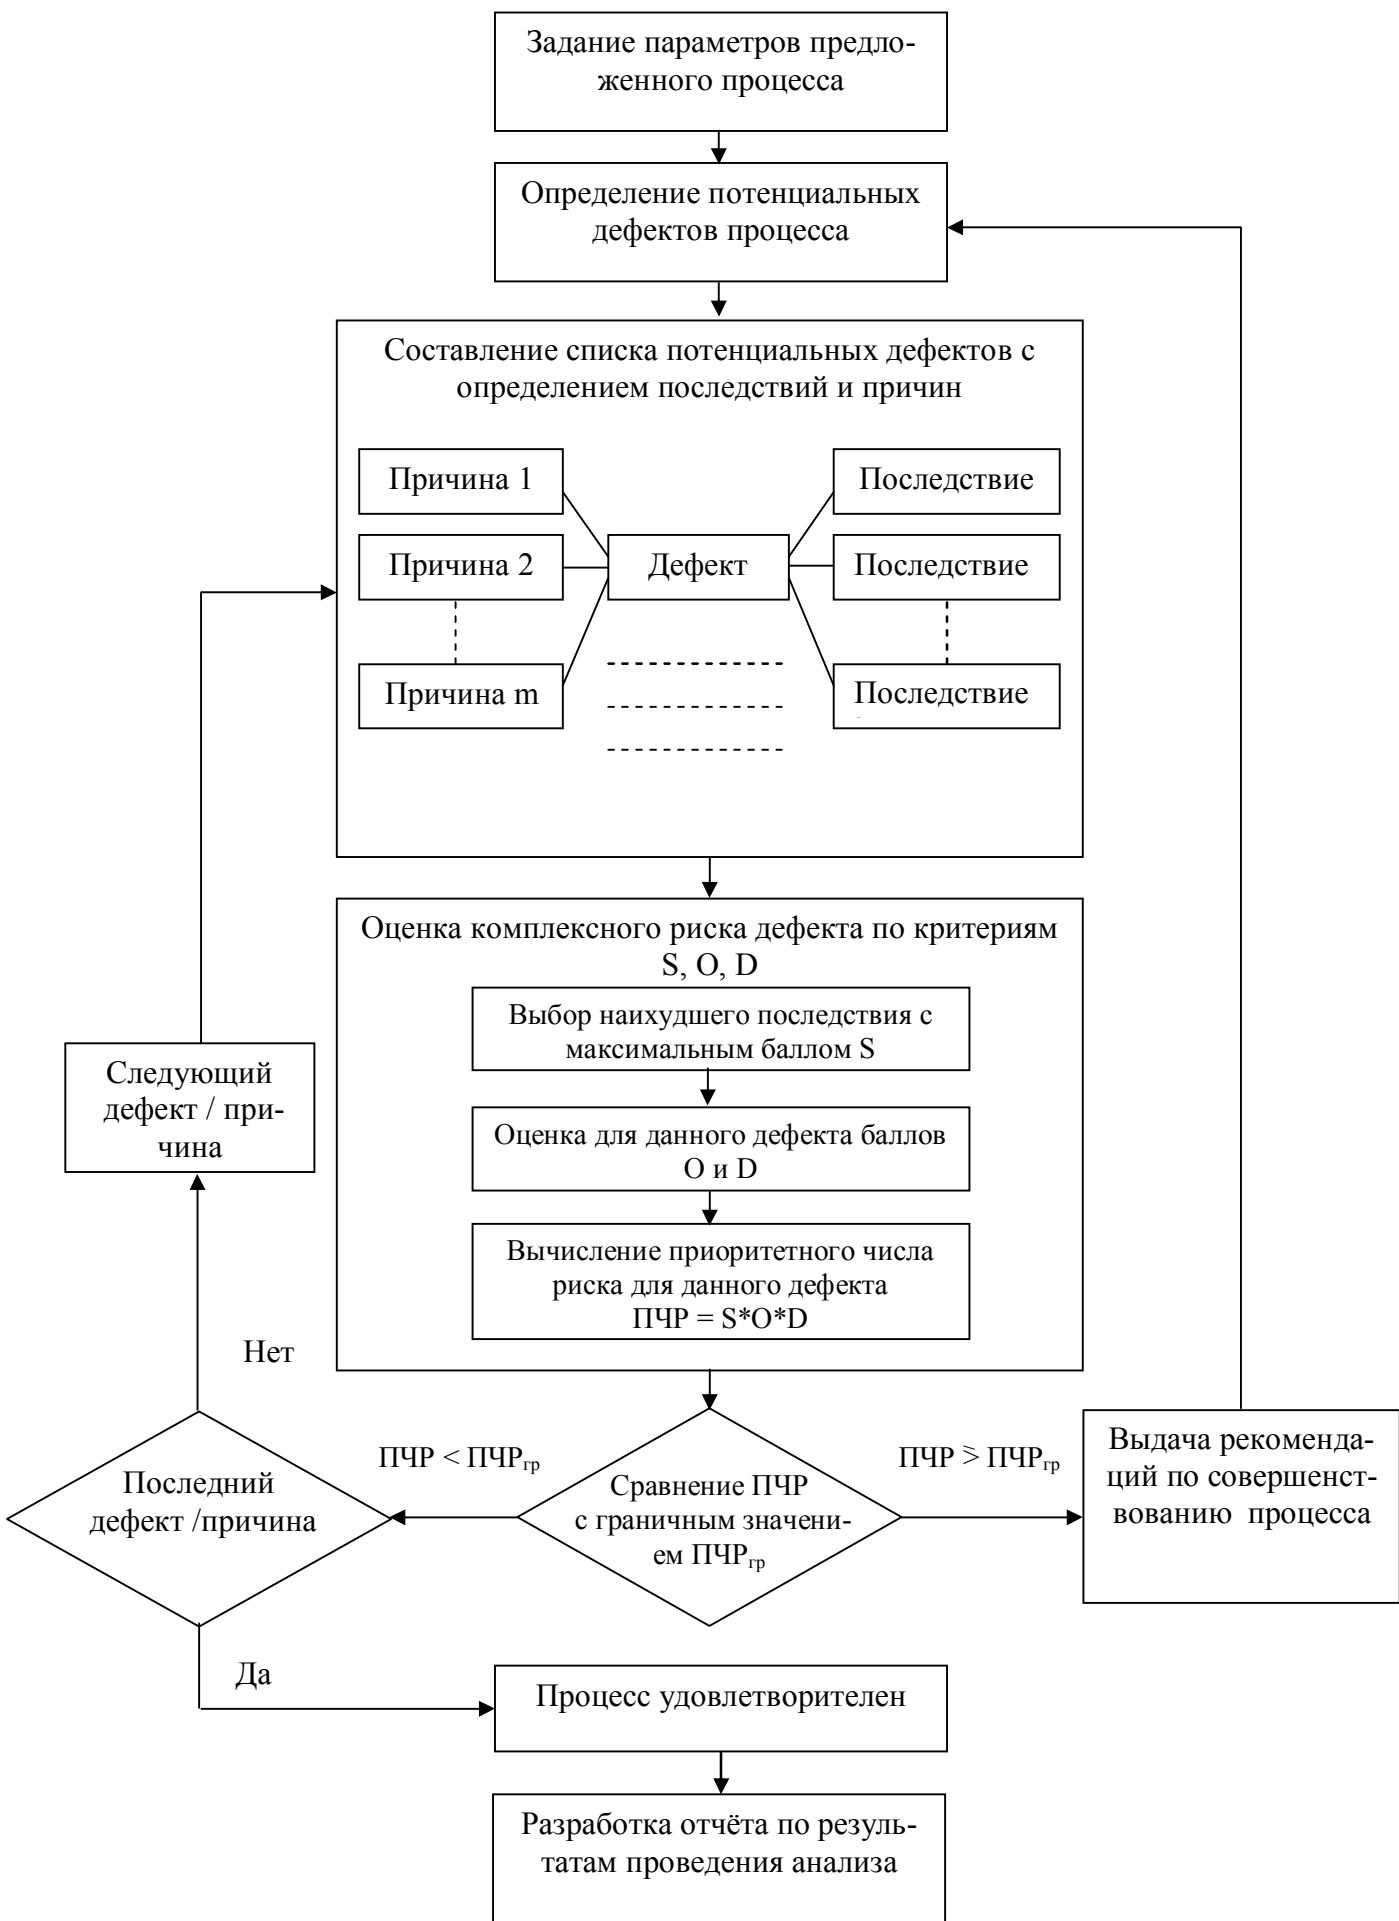 Задание параметров предло-
женного процесса
Определение потенциальных
дефектов процесса
Составление списка потенциальных дефектов с
определением последствий и причин
Причина 1
Последствие
Причина 2
Дефект
Последствие
Причина m
Последствие
Оценка комплексного риска дефекта по критериям
S, O, D
Выбор наихудшего последствия с
максимальным баллом S
Следующий
дефект / при-
чина
Оценка для данного дефекта баллов
O и D
Вычисление приоритетного числа
риска для данного дефекта
ПЧР = S*O*D
Нет
Последний
дефект /причина
ПЧР < ПЧРгр
Сравнение ПЧР
с граничным значени-
ем ПЧРгр
ПЧР ≥ ПЧРгр
Выдача рекоменда-
ций по совершенст-
вованию процесса
Да
Процесс удовлетворителен
Разработка отчёта по резуль-
татам проведения анализа